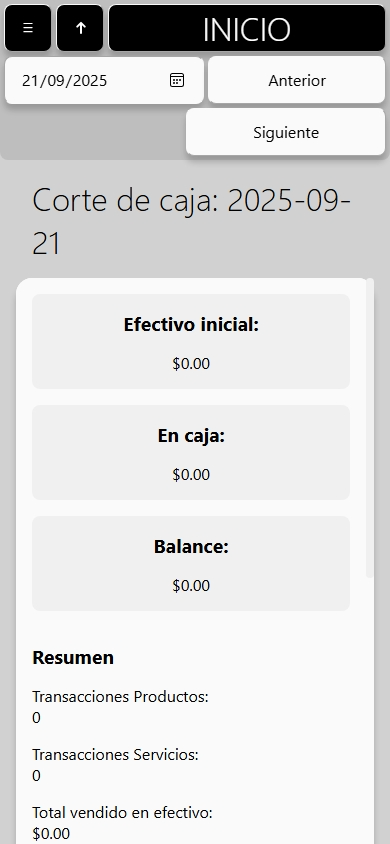 INICIO
21/09/2025
Anterior
Siguiente
Corte de caja: 2025-09-
21
Efectivo inicial:
$0.00
En caja:
$0.00
Balance:
$0.00
Resumen
Transacciones Productos:
0
Transacciones Servicios:
0
Total vendido en efectivo:
$0.00